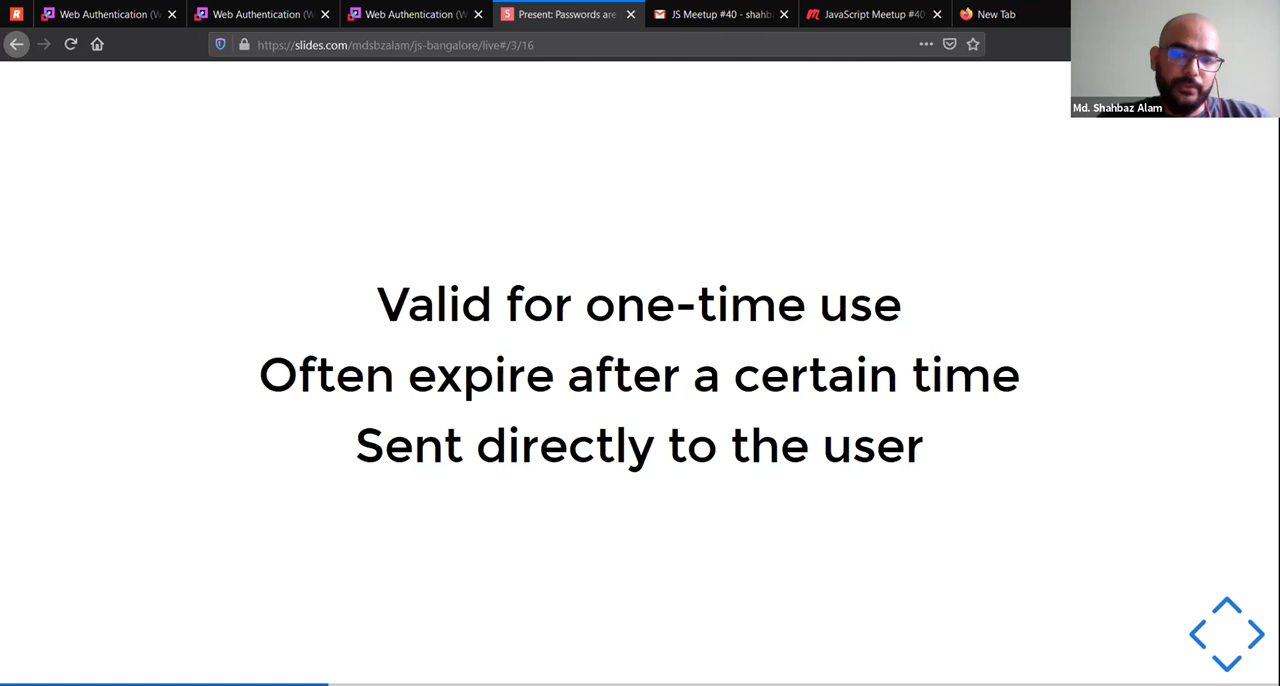 R
Web Authentication (W
Web Authentication (W
Web Authentication (W
S
Present: Passwords are
JS Meetup #40 - shahb
JavaScript Meetup #40
New Tab
https://slides.com/mdsbzalam/js-bangalore/live#/3/16
Md. Shahbaz Alam
Valid for one-time use
Often expire after a certain time
Sent directly to the user